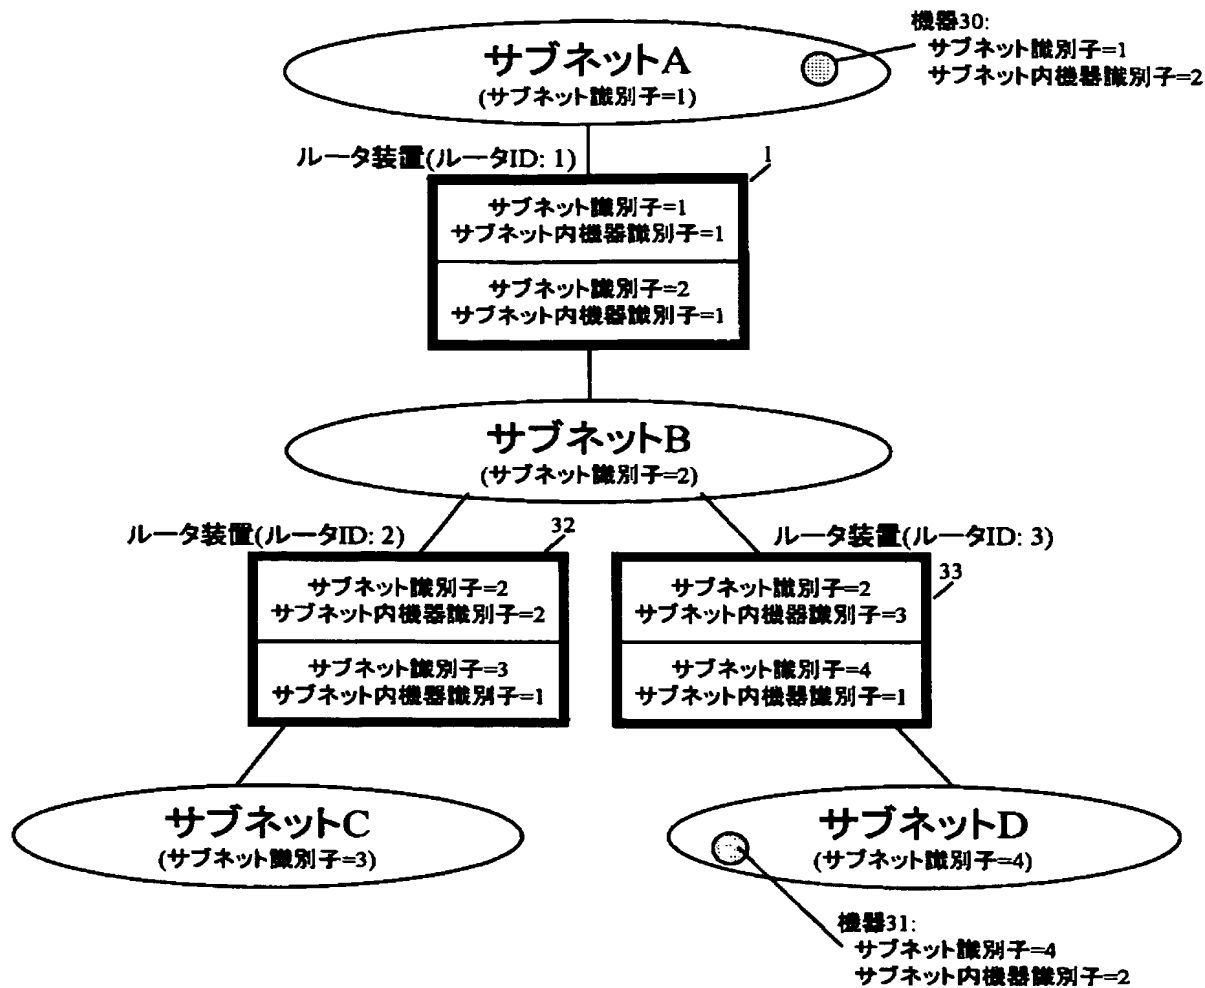 機器30:
サブネット識別子=1
サブネット内機器識別子=2
サブネットA
(サブネット識別子=1)
ルータ装置(ルータID: 1)
1
サブネット識別子=1
サブネット内機器識別子=1
サブネット識別子=2
サブネット内機器識別子=1
サブネットB
(サブネット識別子=2)
ルータ装置(ルータID: 2)
32
サブネット識別子=2
サブネット内機器識別子=2
サブネット識別子=3
サブネット内機器識別子=1
ルータ装置(ルータID: 3)
33
サブネット識別子=2
サブネット内機器識別子=3
サブネット識別子=4
サブネット内機器識別子=1
サブネットC
(サブネット識別子=3)
サブネットD
(サブネット識別子=4)
機器31:
サブネット識別子=4
サブネット内機器識別子=2